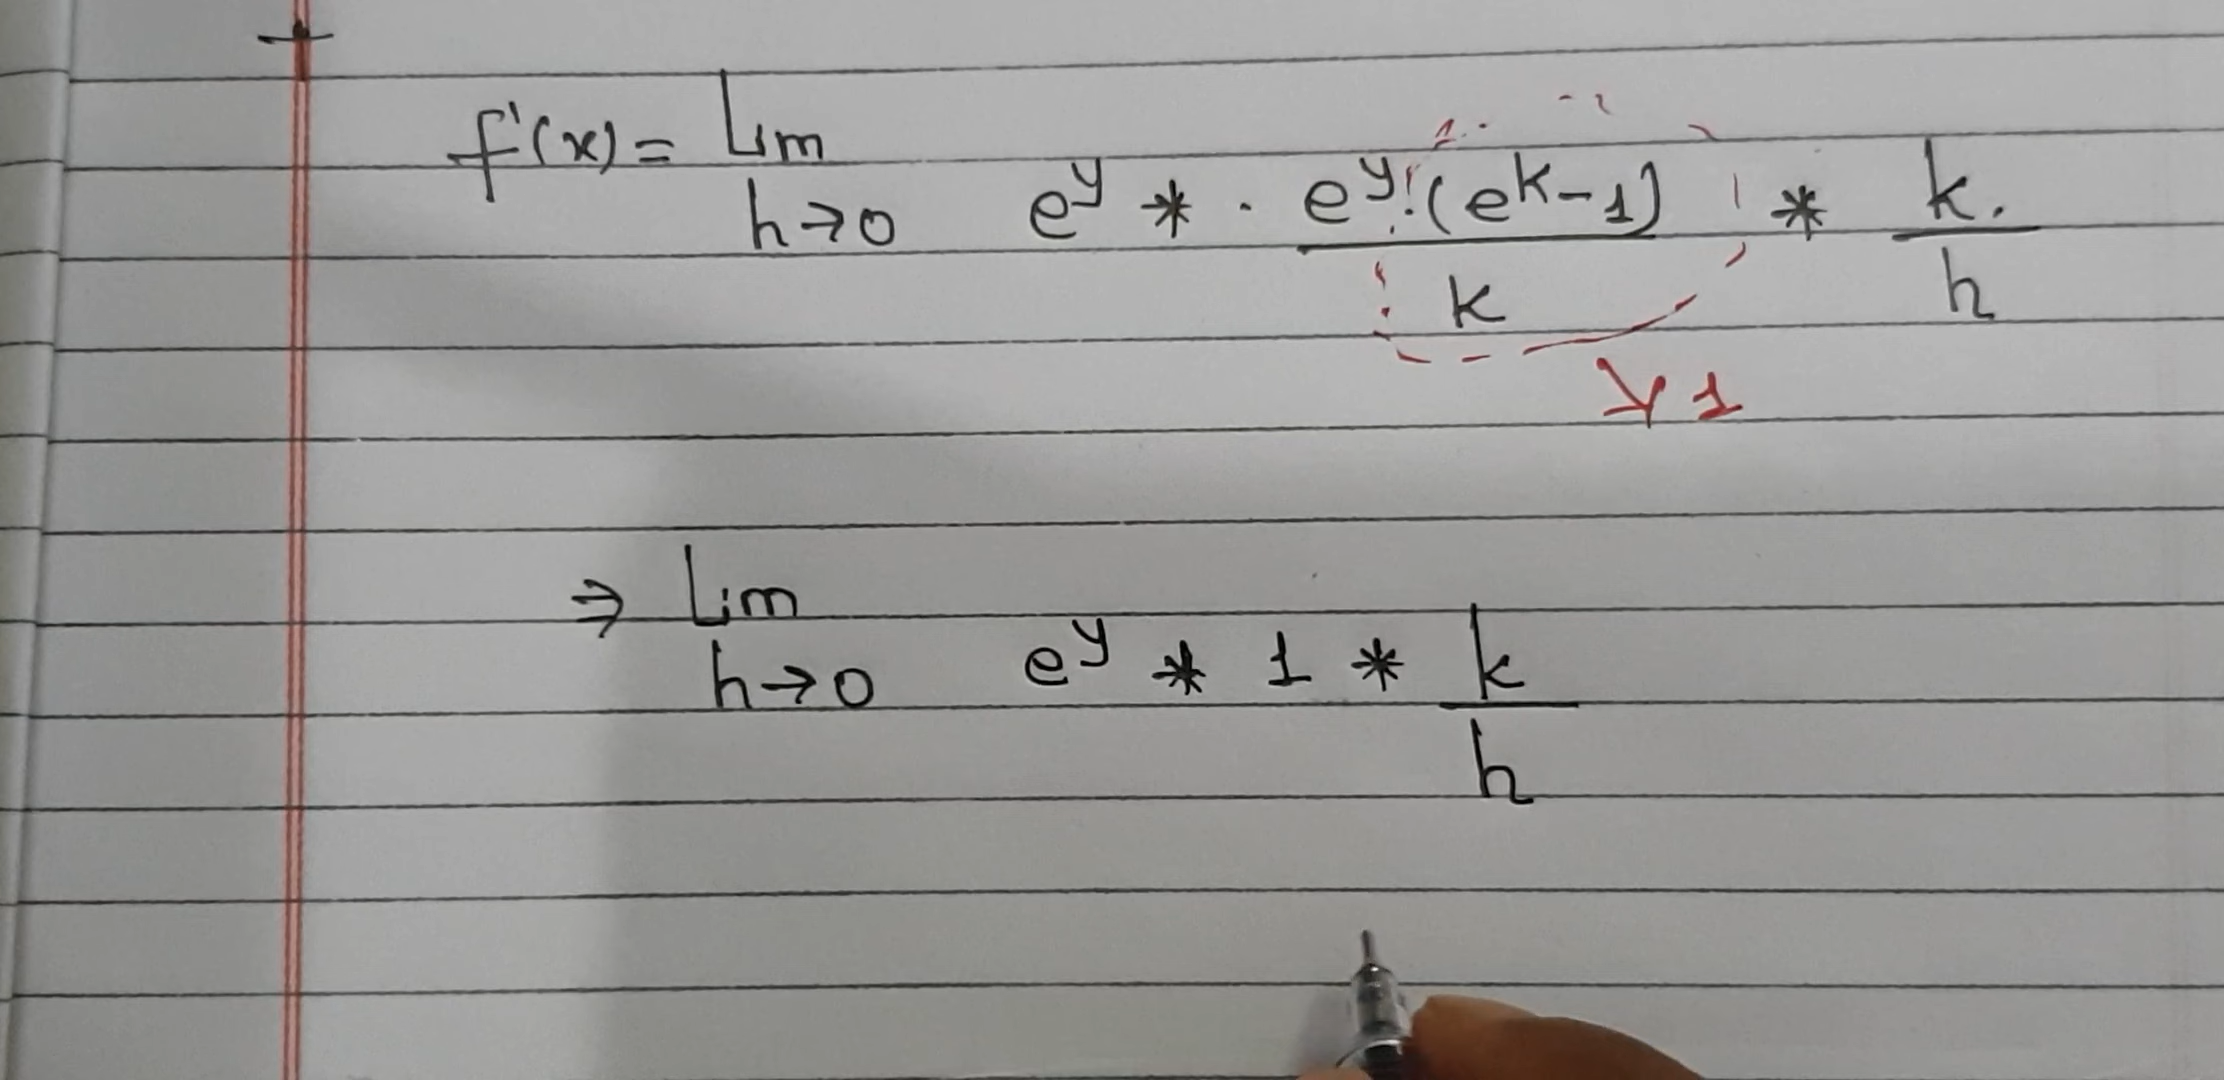 f'(x) = Lim h→0 e^y * · e^y (e^k - 1) / k * k. / h
↘ 1
⇒ Lim h→0 e^y * 1 * k / h